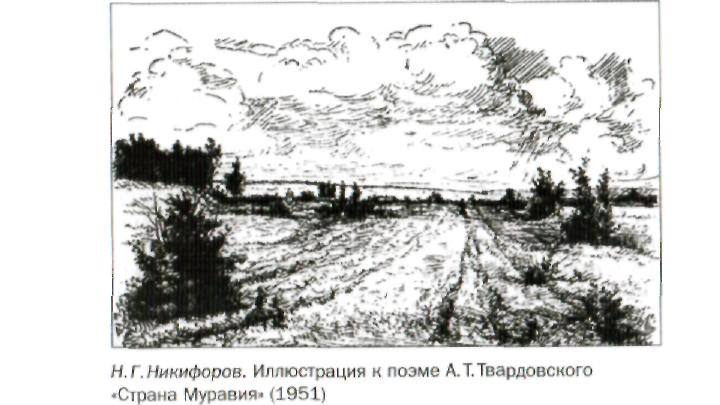 Н. Г. Никифоров. Иллюстрация к поэме А. Т. Твардовского
«Страна Муравия» (1951)